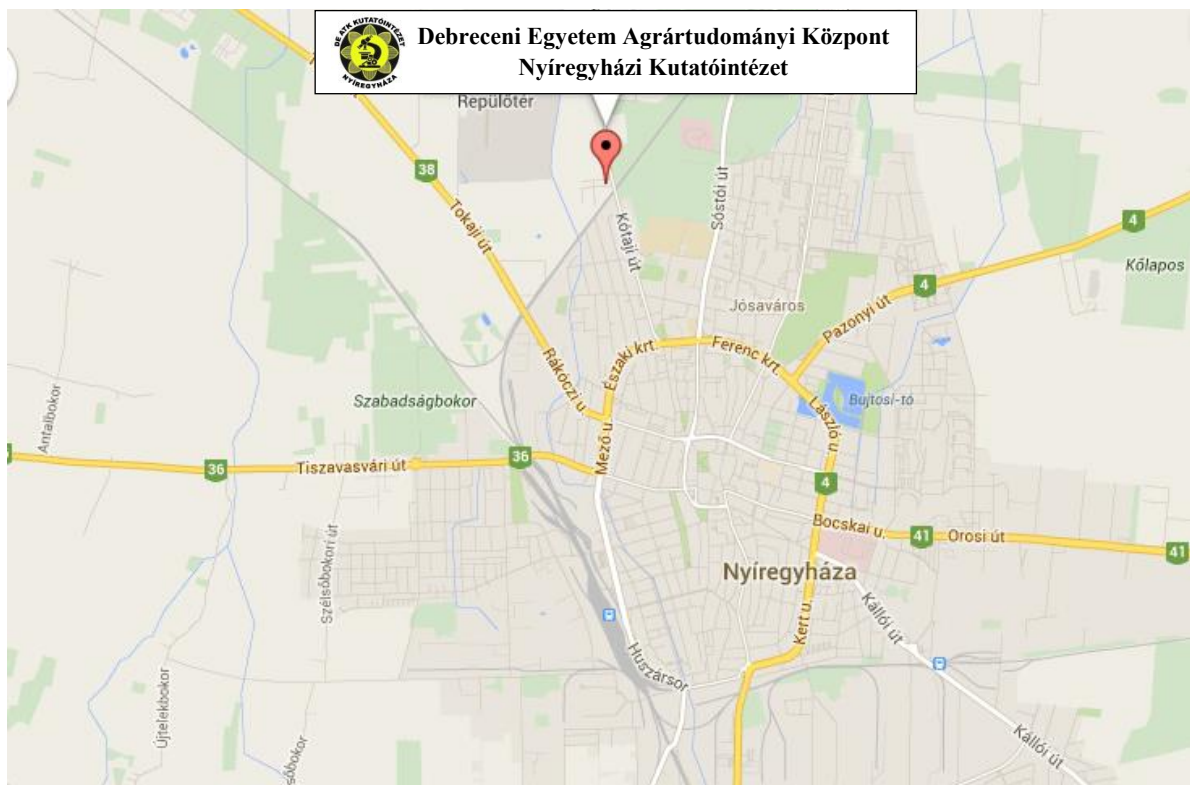 DE ATK KUTATÓINTÉZET
NYÍREGYHÁZA
Debreceni Egyetem Agrártudományi Központ
Nyíregyházi Kutatóintézet
Repülőtér
38
Tokaji út
Kótaji út
Sóstói út
4
4
Kőlapos
Jósaváros
Pazonyi út
Északi krt.
Ferenc krt.
Rákóczi u.
Szabadságbokor
Bujtosi-tó
László u.
Antalbokor
Mező u.
36
Tiszavasvári út
36
4
Bocskai u.
41
Orosi út
41
Szélsőbokori út
Nyíregyháza
Kert u.
Kállói út
Huszársor
Újtelekbokor
Kállói út